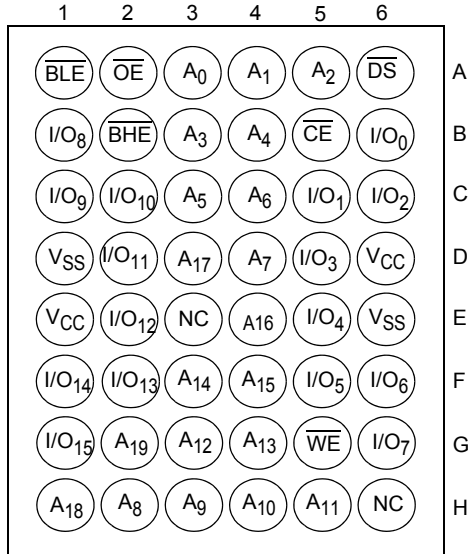 1 2 3 4 5 6
BLE OE A0 A1 A2 DS A
I/O8 BHE A3 A4 CE I/O0 B
I/O9 I/O10 A5 A6 I/O1 I/O2 C
VSS I/O11 A17 A7 I/O3 VCC D
VCC I/O12 NC A16 I/O4 VSS E
I/O14 I/O13 A14 A15 I/O5 I/O6 F
I/O15 A19 A12 A13 WE I/O7 G
A18 A8 A9 A10 A11 NC H